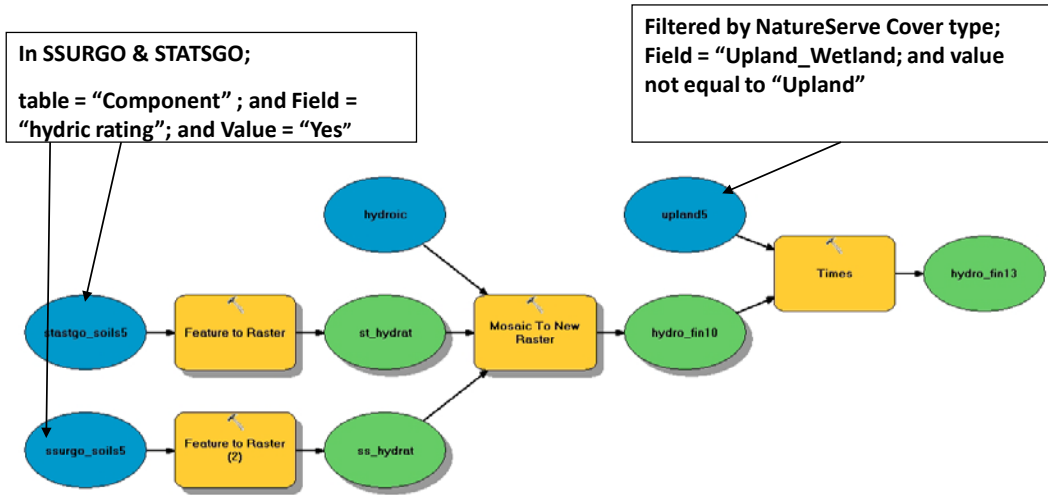 In SSURGO & STATSGO;
table = “Component” ; and Field =
“hydric rating”; and Value = “Yes”
Filtered by NatureServe Cover type;
Field = “Upland_Wetland; and value
not equal to “Upland”
hydroic
upland5
Times
hydro_fin13
stastgo_soils5
Feature to Raster
st_hydrat
Mosaic To New
Raster
hydro_fin10
ssurgo_soils5
Feature to Raster
(2)
ss_hydrat